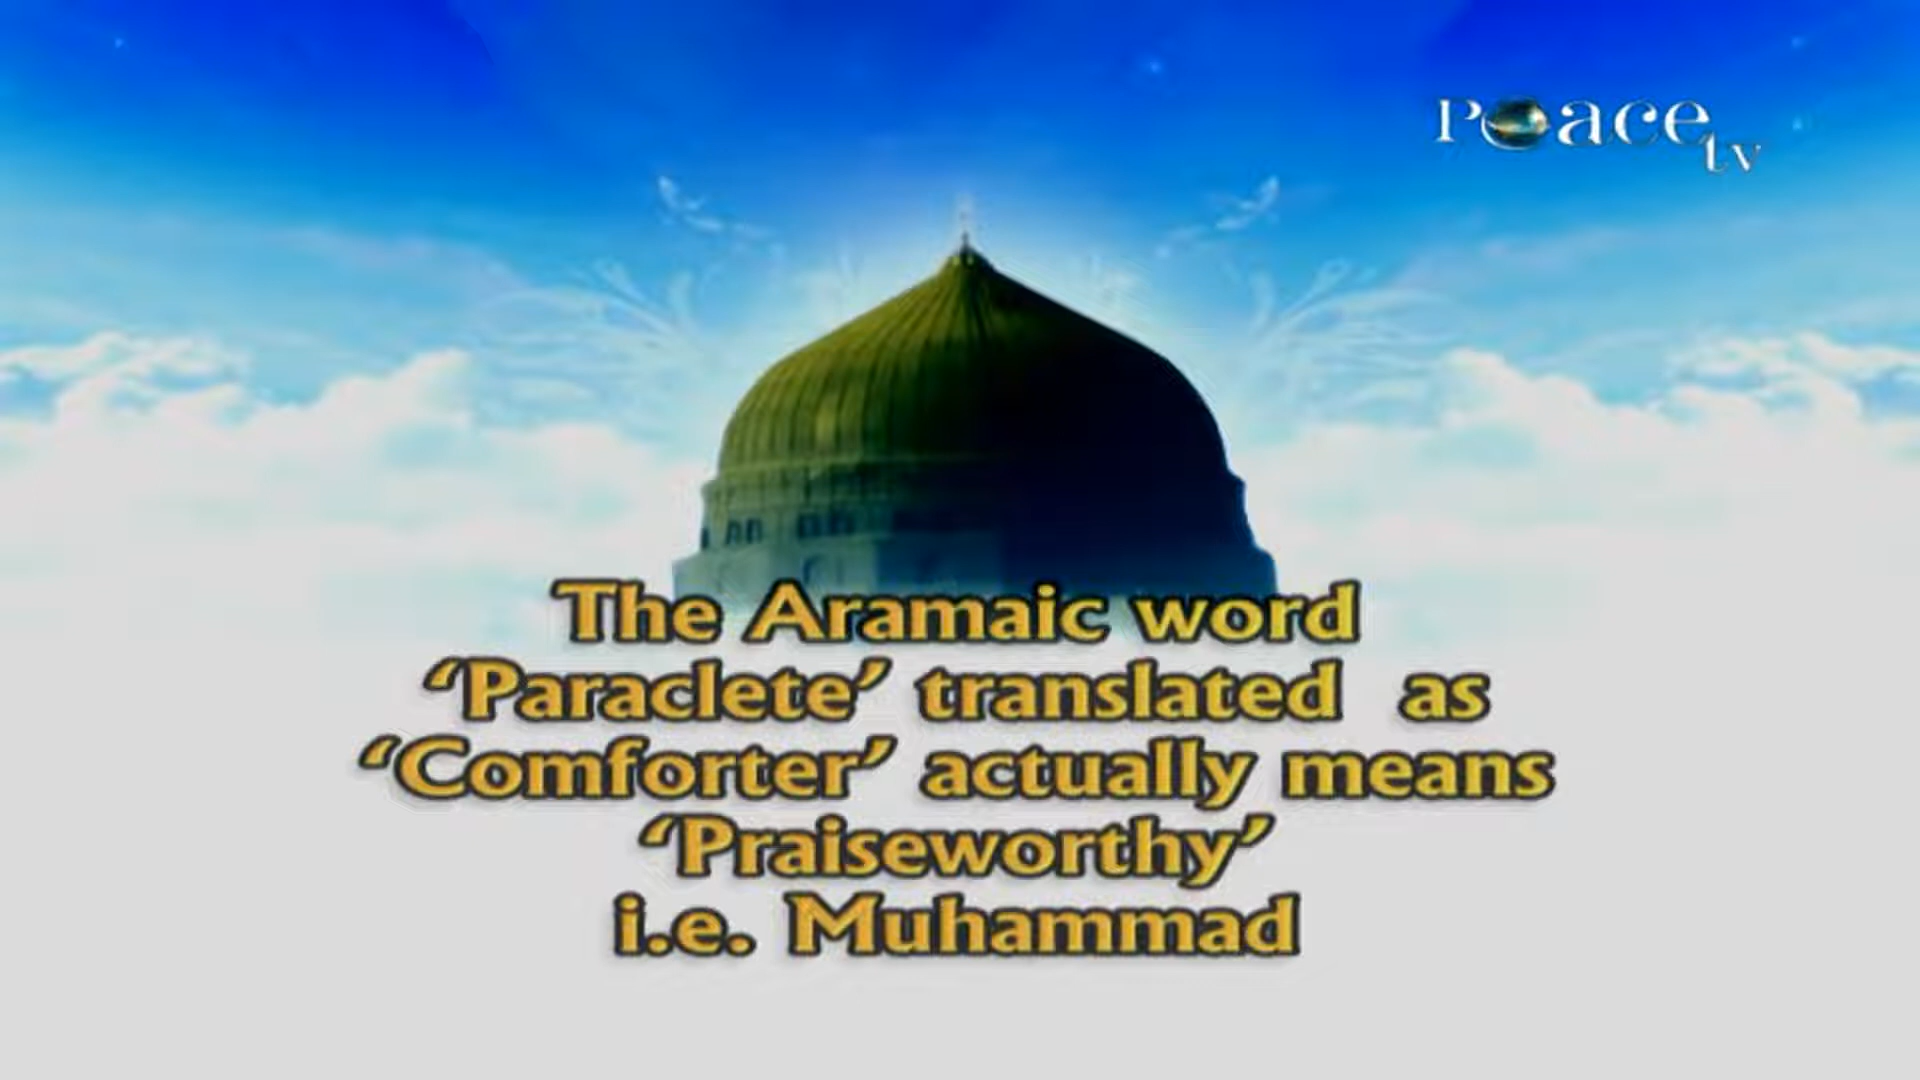 Peace tv
The Aramaic word
‘Paraclete’ translated as
‘Comforter’ actually means
‘Praiseworthy’
i.e. Muhammad